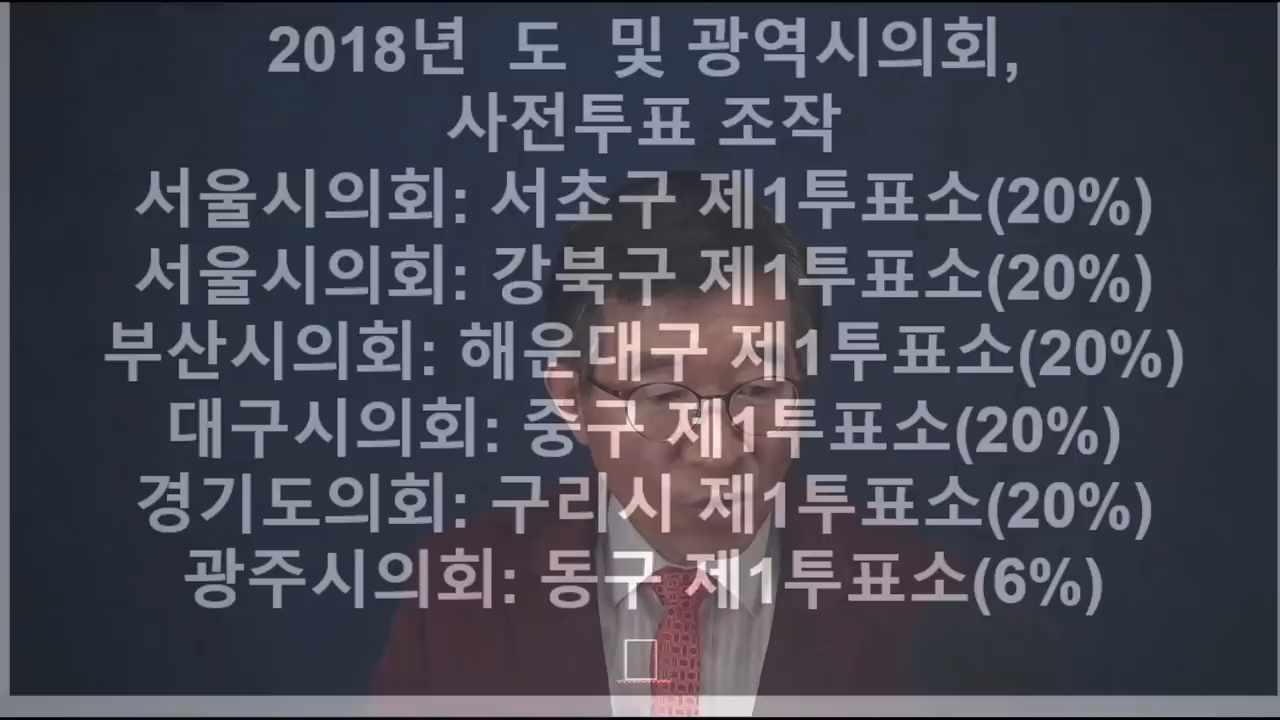 2018년 도 및 광역시의회,
사전투표 조작
서울시의회: 서초구 제1투표소(20%)
서울시의회: 강북구 제1투표소(20%)
부산시의회: 해운대구 제1투표소(20%)
대구시의회: 중구 제1투표소(20%)
경기도의회: 구리시 제1투표소(20%)
광주시의회: 동구 제1투표소(6%)